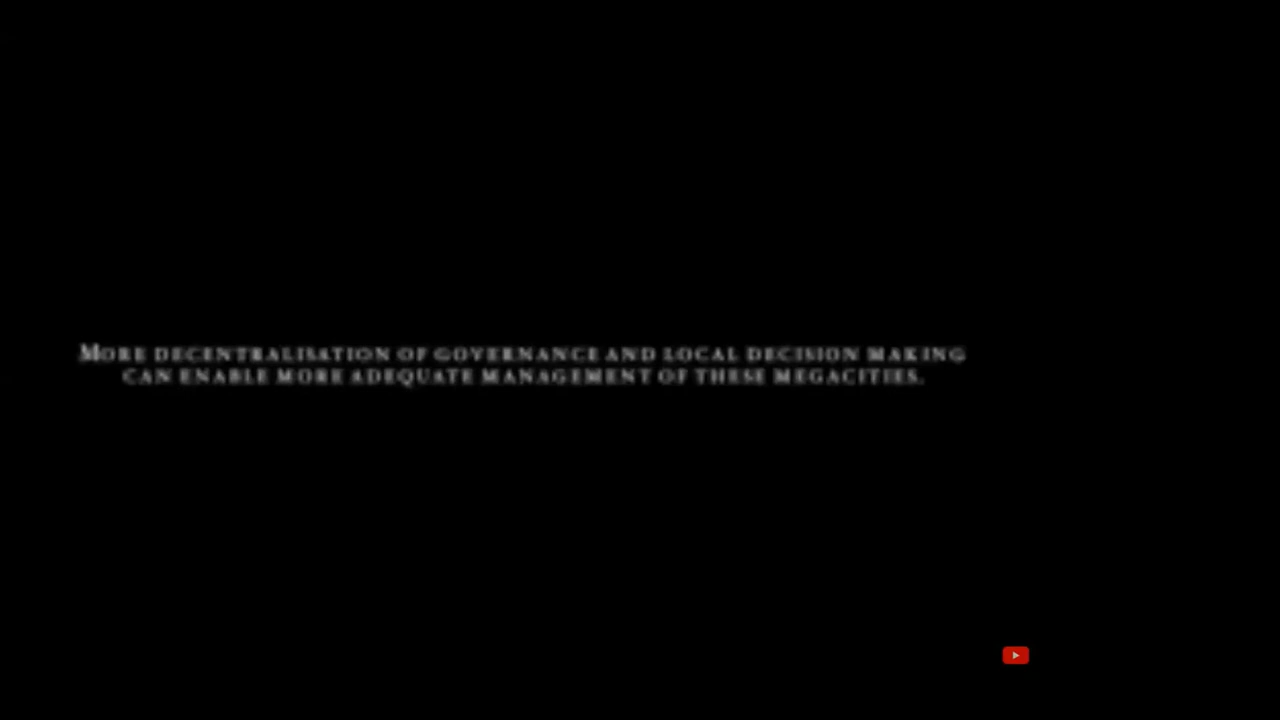 More decentralisation of governance and local decision making
can enable more adequate management of these megacities.